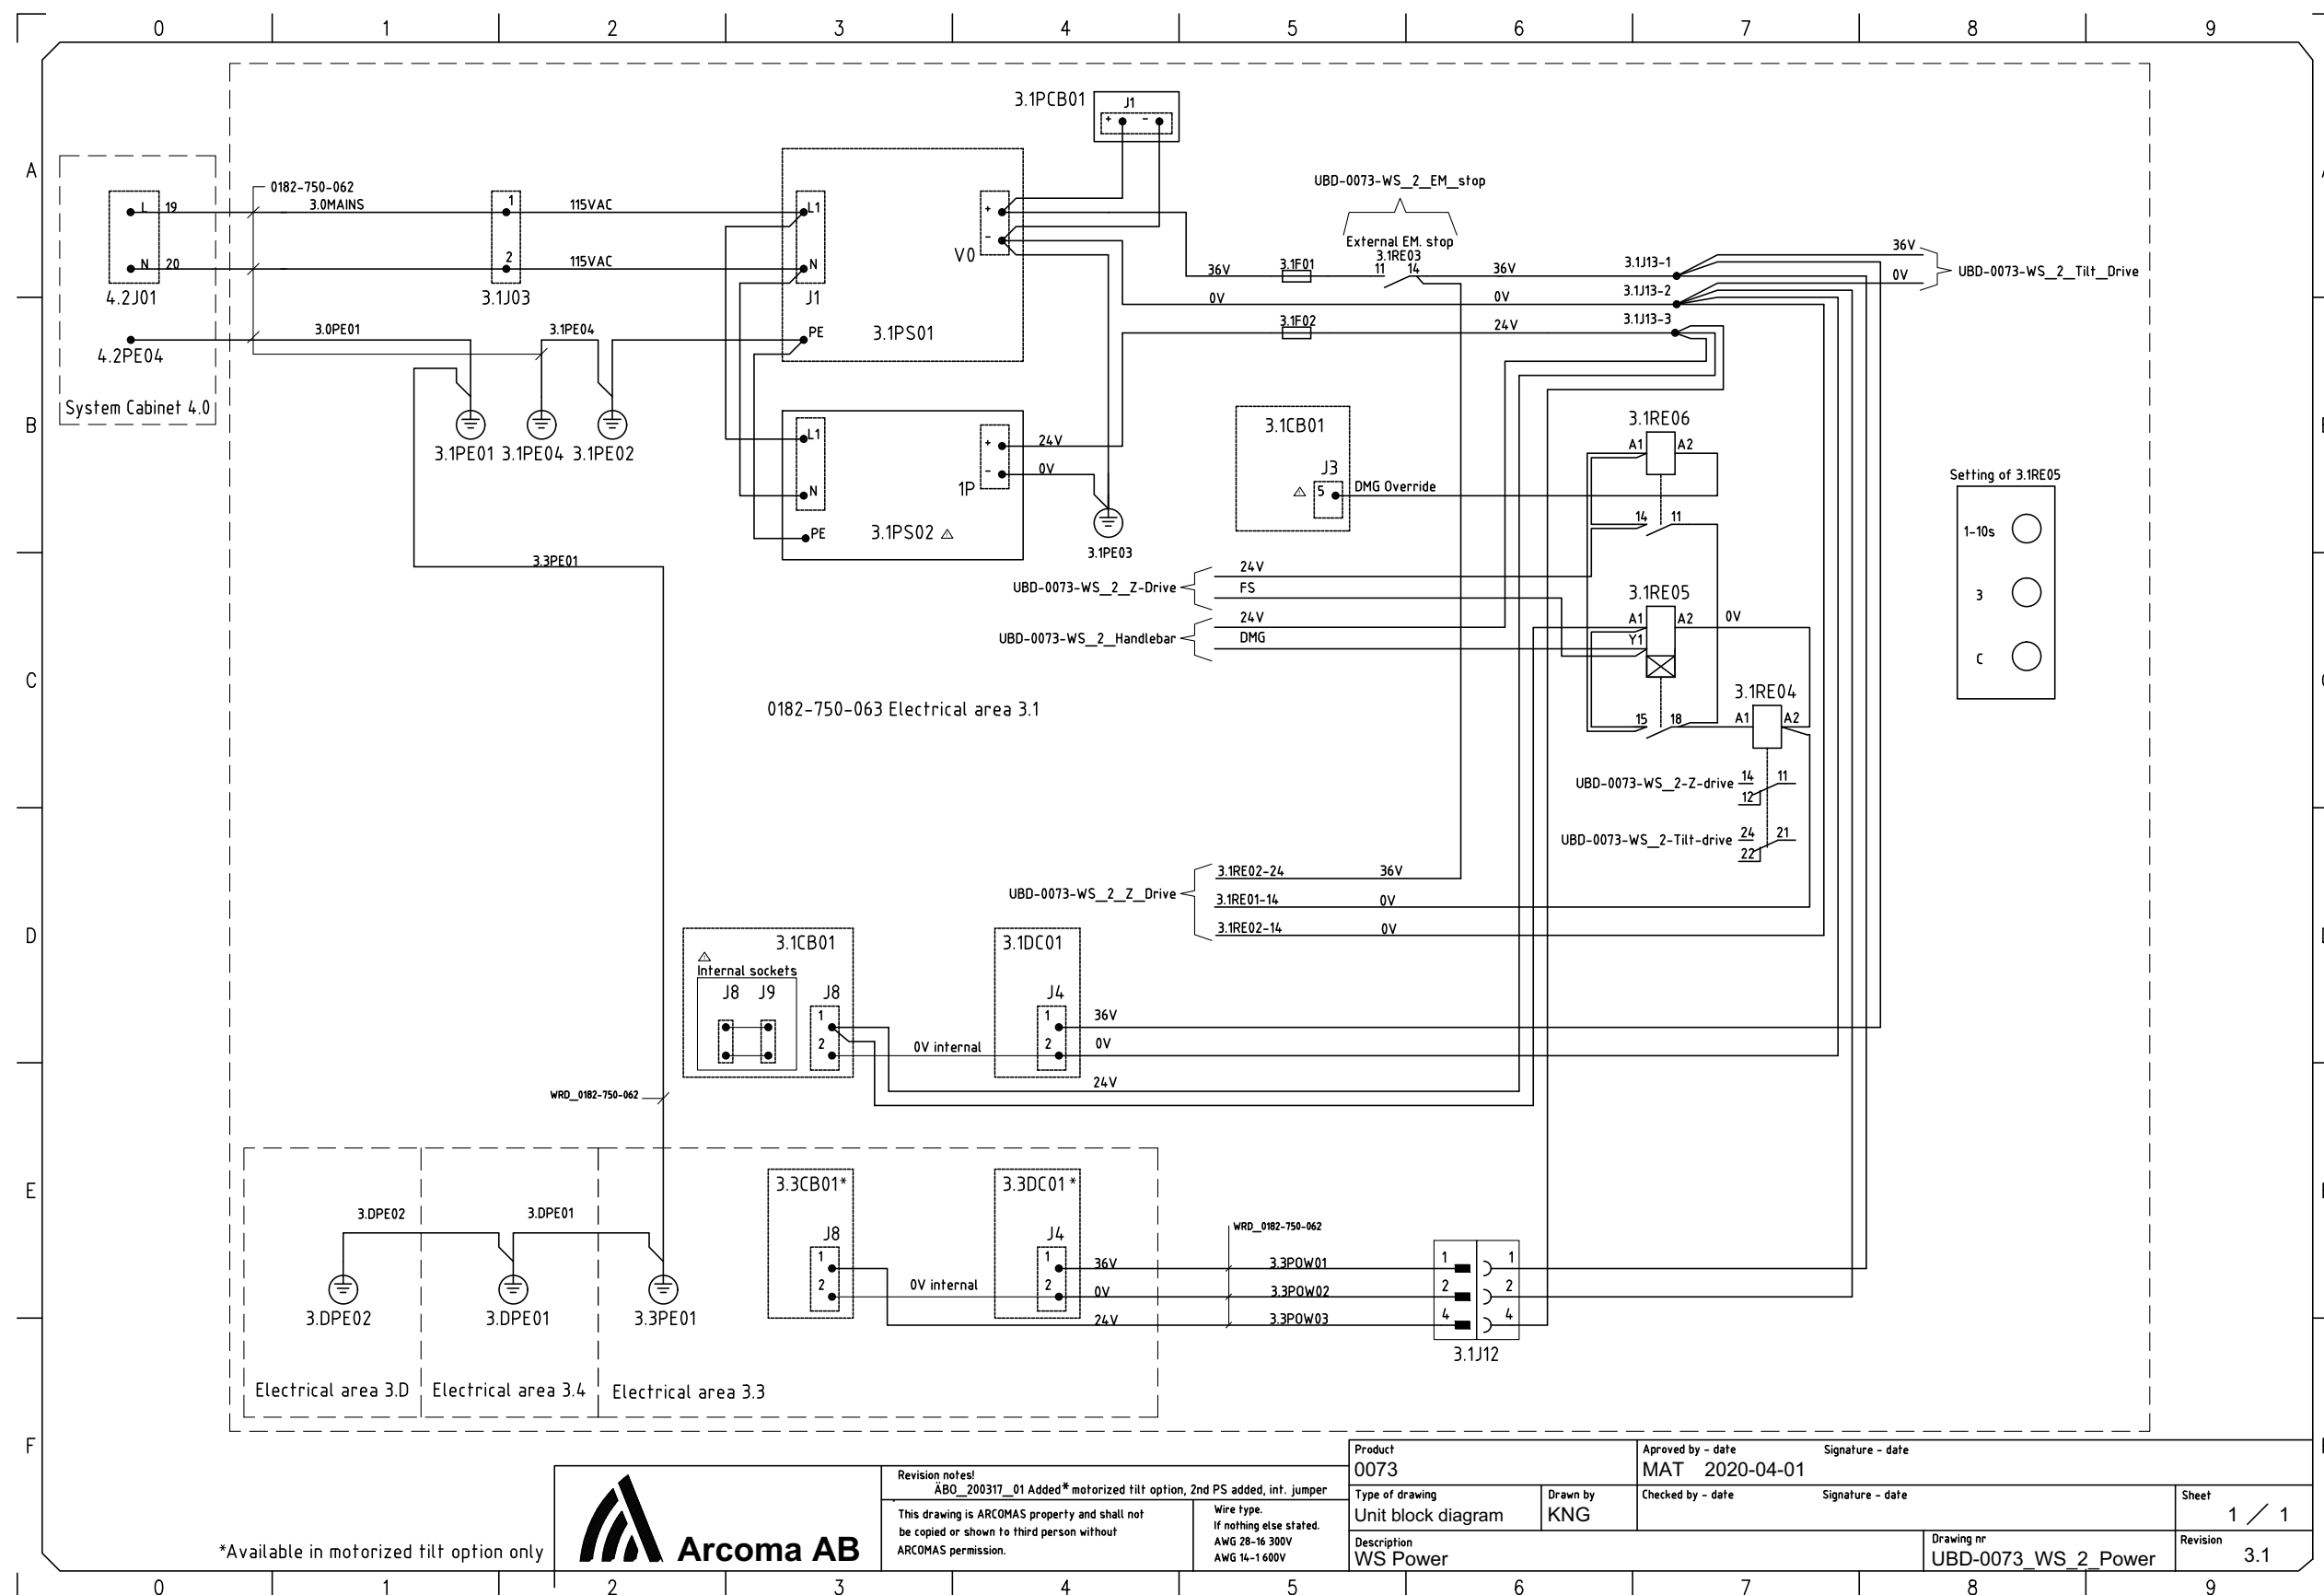 0 1 2 3 4 5 6 7 8 9
A
B
C
D
E
F
3.1PCB01
J1
+ -
0182-750-062
3.0MAINS
L 19
N 20
4.2J01
4.2PE04
System Cabinet 4.0
1
2
3.1J03
115VAC
115VAC
L1
N
J1
PE
3.1PS01
+
-
V0
3.0PE01
3.1PE04
3.1PE01 3.1PE04 3.1PE02
L1
N
PE
3.1PS02
+
-
1P
24V
0V
3.1PE03
UBD-0073-WS_2_EM_stop
External EM. stop
3.1RE03
11 14
36V
3.1F01
36V
3.1J13-1
0V
0V
3.1J13-2
3.1F02
24V
3.1J13-3
36V
0V
UBD-0073-WS_2_Tilt_Drive
3.1CB01
J3
5
DMG Override
3.1RE06
A1 A2
14 11
Setting of 3.1RE05
1-10s
3
C
3.3PE01
UBD-0073-WS_2_Z-Drive
24V
FS
UBD-0073-WS_2_Handlebar
24V
DMG
3.1RE05
A1 A2
Y1
0V
15 18
3.1RE04
A1 A2
0182-750-063 Electrical area 3.1
UBD-0073-WS_2-Z-drive
14 11
12
UBD-0073-WS_2-Tilt-drive
24 21
22
UBD-0073-WS_2_Z_Drive
3.1RE02-24 36V
3.1RE01-14 0V
3.1RE02-14 0V
3.1CB01
Internal sockets
J8 J9
J8
1
2
0V internal
3.1DC01
J4
1
2
36V
0V
24V
WRD_0182-750-062
3.DPE02
3.DPE01
3.DPE02
3.DPE01
3.3PE01
3.3CB01*
J8
1
2
0V internal
3.3DC01*
J4
1
2
36V
0V
24V
WRD_0182-750-062
3.3POW01
3.3POW02
3.3POW03
1 1
2 2
4 4
3.1J12
Electrical area 3.D
Electrical area 3.4
Electrical area 3.3
*Available in motorized tilt option only
Arcoma AB
Revision notes!
ÄBO_200317_01 Added* motorized tilt option, 2nd PS added, int. jumper
This drawing is ARCOMAS property and shall not
be copied or shown to third person without
ARCOMAS permission.
Wire type.
If nothing else stated.
AWG 28-16 300V
AWG 14-1 600V
Product
0073
Aproved by - date Signature - date
MAT 2020-04-01
Type of drawing
Unit block diagram
Drawn by
KNG
Checked by - date Signature - date
Sheet
1 / 1
Description
WS Power
Drawing nr
UBD-0073_WS_2_Power
Revision
3.1
0 1 2 3 4 5 6 7 8 9